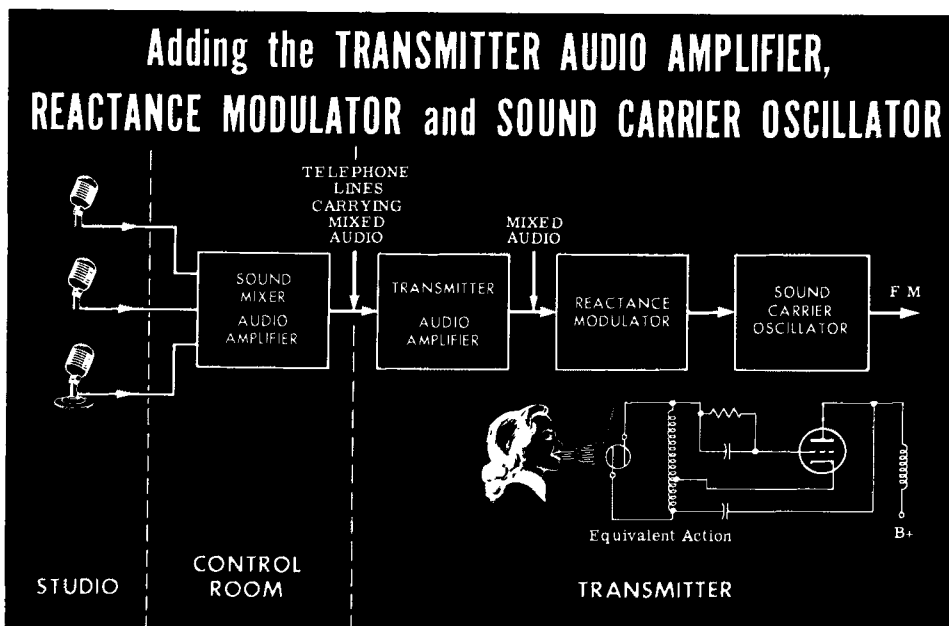 Adding the TRANSMITTER AUDIO AMPLIFIER,
REACTANCE MODULATOR and SOUND CARRIER OSCILLATOR
TELEPHONE
LINES
CARRYING
MIXED
AUDIO
MIXED
AUDIO
SOUND
MIXER
AUDIO
AMPLIFIER
TRANSMITTER
AUDIO
AMPLIFIER
REACTANCE
MODULATOR
SOUND
CARRIER
OSCILLATOR
F M
Equivalent Action
B+
STUDIO
CONTROL
ROOM
TRANSMITTER